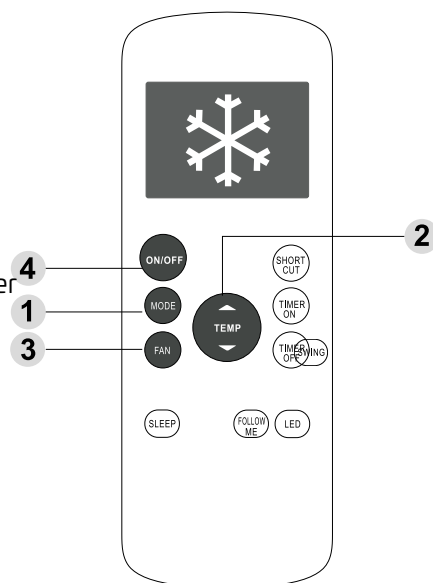 2
4
ON/OFF
SHORT
CUT
er
1
MODE
TIMER
ON
TEMP
3
FAN
TIMER
OFF
SWING
SLEEP
FOLLOW
ME
LED